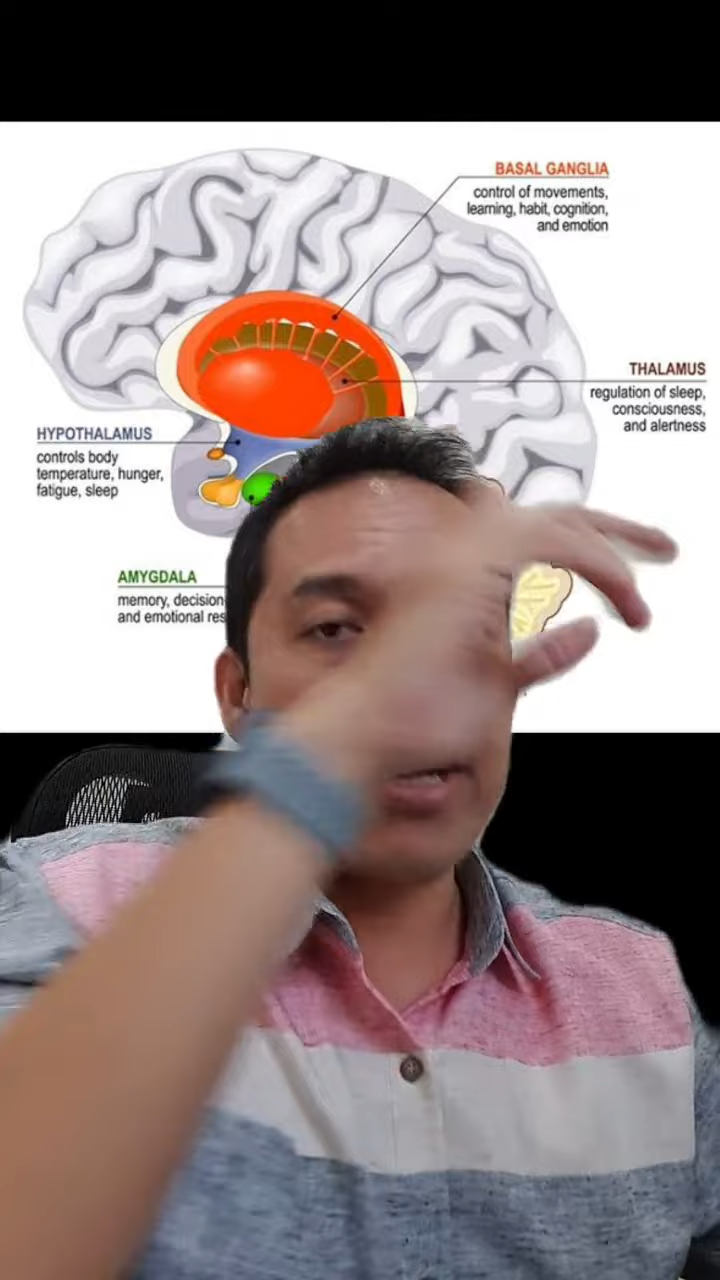 BASAL GANGLIA
control of movements,
learning, habit, cognition,
and emotion
THALAMUS
regulation of sleep,
consciousness,
and alertness
HYPOTHALAMUS
controls body
temperature, hunger,
fatigue, sleep
AMYGDALA
memory, decision
and emotional